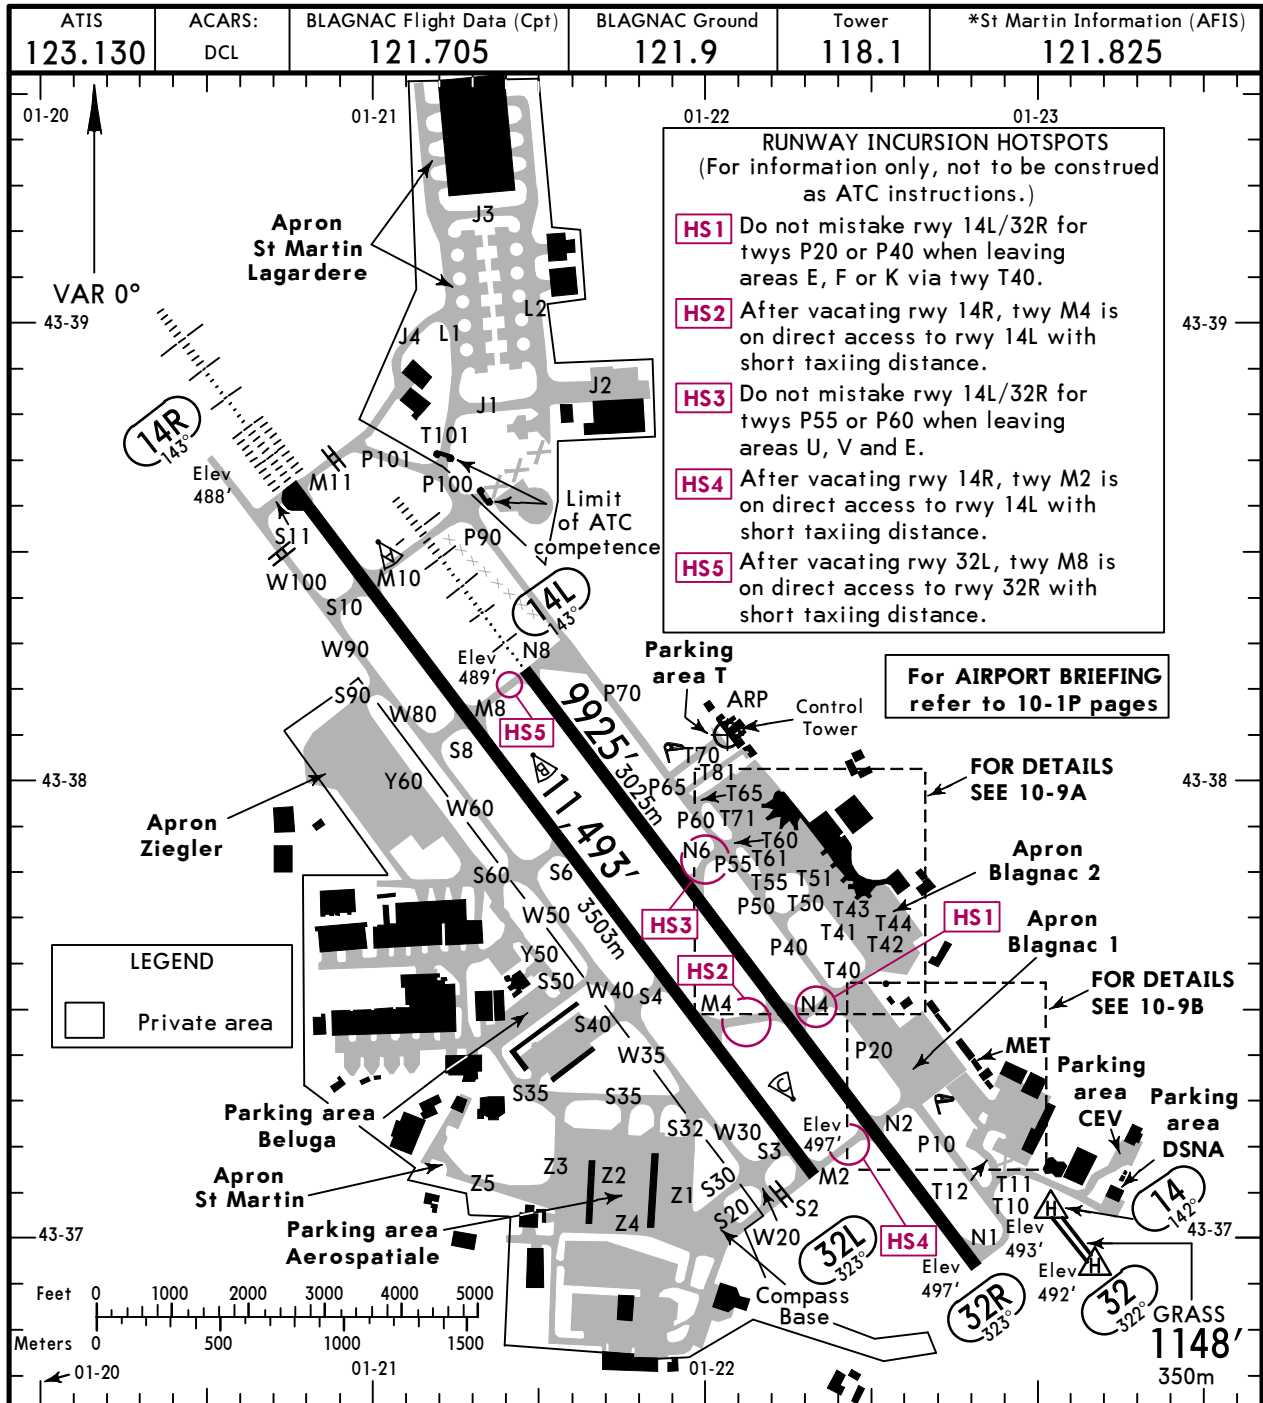 ATIS
123.130
ACARS:
DCL
BLAGNAC Flight Data (Cpt)
121.705
BLAGNAC Ground
121.9
Tower
118.1
*St Martin Information (AFIS)
121.825
01-20
01-21
01-22
01-23
RUNWAY INCURSION HOTSPOTS
(For information only, not to be construed
as ATC instructions.)
HS1 Do not mistake rwy 14L/32R for
twys P20 or P40 when leaving
areas E, F or K via twy T40.
HS2 After vacating rwy 14R, twy M4 is
on direct access to rwy 14L with
short taxiing distance.
HS3 Do not mistake rwy 14L/32R for
twys P55 or P60 when leaving
areas U, V and E.
HS4 After vacating rwy 14R, twy M2 is
on direct access to rwy 14L with
short taxiing distance.
HS5 After vacating rwy 32L, twy M8 is
on direct access to rwy 32R with
short taxiing distance.
For AIRPORT BRIEFING
refer to 10-1P pages
VAR 0°
Apron
St Martin
Lagardere
J3
L2
L1
J4
J2
J1
43-39
43-39
14R
143°
Elev
488'
T101
P101
P100
M11
Limit
of ATC
competence
S11
P90
A
M10
W100
S10
14L
143°
N8
W90
Elev
489'
Parking
area T
ARP
Control
Tower
S90
W80
M8
P70
HS5
S8
9925'
3025m
T70
T81
43-38
43-38
B
Y60
P65
T65
FOR DETAILS
SEE 10-9A
W60
11,493'
3503m
P60
T71
T60
Apron
Ziegler
N6
P55
T61
Apron
Blagnac 2
S60
S6
T55
T51
W50
P50
T50
T43
T44
HS3
HS1
Apron
Blagnac 1
T41
T42
P40
LEGEND
Private area
Y50
S50
HS2
T40
FOR DETAILS
SEE 10-9B
W40
S4
M4
N4
S40
W35
P20
MET
Parking
area
CEV
S35
S35
C
Parking
area
DSNA
Parking area
Beluga
S32
W30
Elev
497'
N2
P10
S3
Apron
St Martin
Z5
Z3
Z2
Z1
S30
M2
T12
T11
T10
S2
S20
14
142°
H
43-37
43-37
Parking area
Aerospatiale
Z4
W20
32L
323°
HS4
N1
Elev
493'
Elev
497'
Elev
492'
H
32R
323°
32
322°
Compass
Base
GRASS
1148'
350m
Feet 0 1000 2000 3000 4000 5000
Meters 0 500 1000 1500
01-20
01-21
01-22